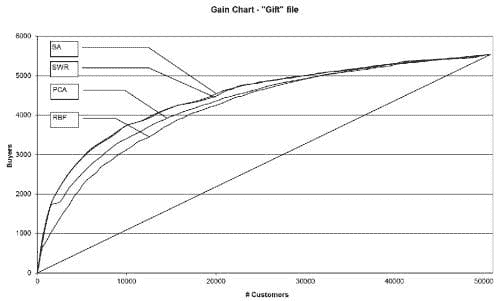 Gain Chart - "Gift" file
6000
SA
SWR
5000
PCA
4000
RBF
3000
Buyers
2000
1000
0
0 10000 20000 30000 40000 50000
# Customers